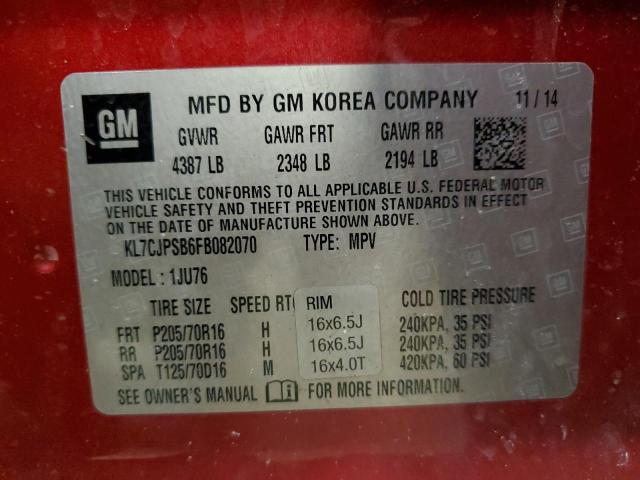 GM
MFD BY GM KOREA COMPANY 11/14
GVWR GAWR FRT GAWR RR
4387 LB 2348 LB 2194 LB
THIS VEHICLE CONFORMS TO ALL APPLICABLE U.S. FEDERAL MOTOR
VEHICLE SAFETY AND THEFT PREVENTION STANDARDS IN EFFECT
ON THE DATE OF MANUFACTURE SHOWN ABOVE.
KL7CJPSB6FB082070 TYPE: MPV
MODEL: 1JU76
TIRE SIZE SPEED RTG RIM COLD TIRE PRESSURE
FRT P205/70R16 H 16x6.5J 240KPA, 35 PSI
RR P205/70R16 H 16x6.5J 240KPA, 35 PSI
SPA T125/70D16 M 16x4.0T 420KPA, 60 PSI
SEE OWNER'S MANUAL FOR MORE INFORMATION